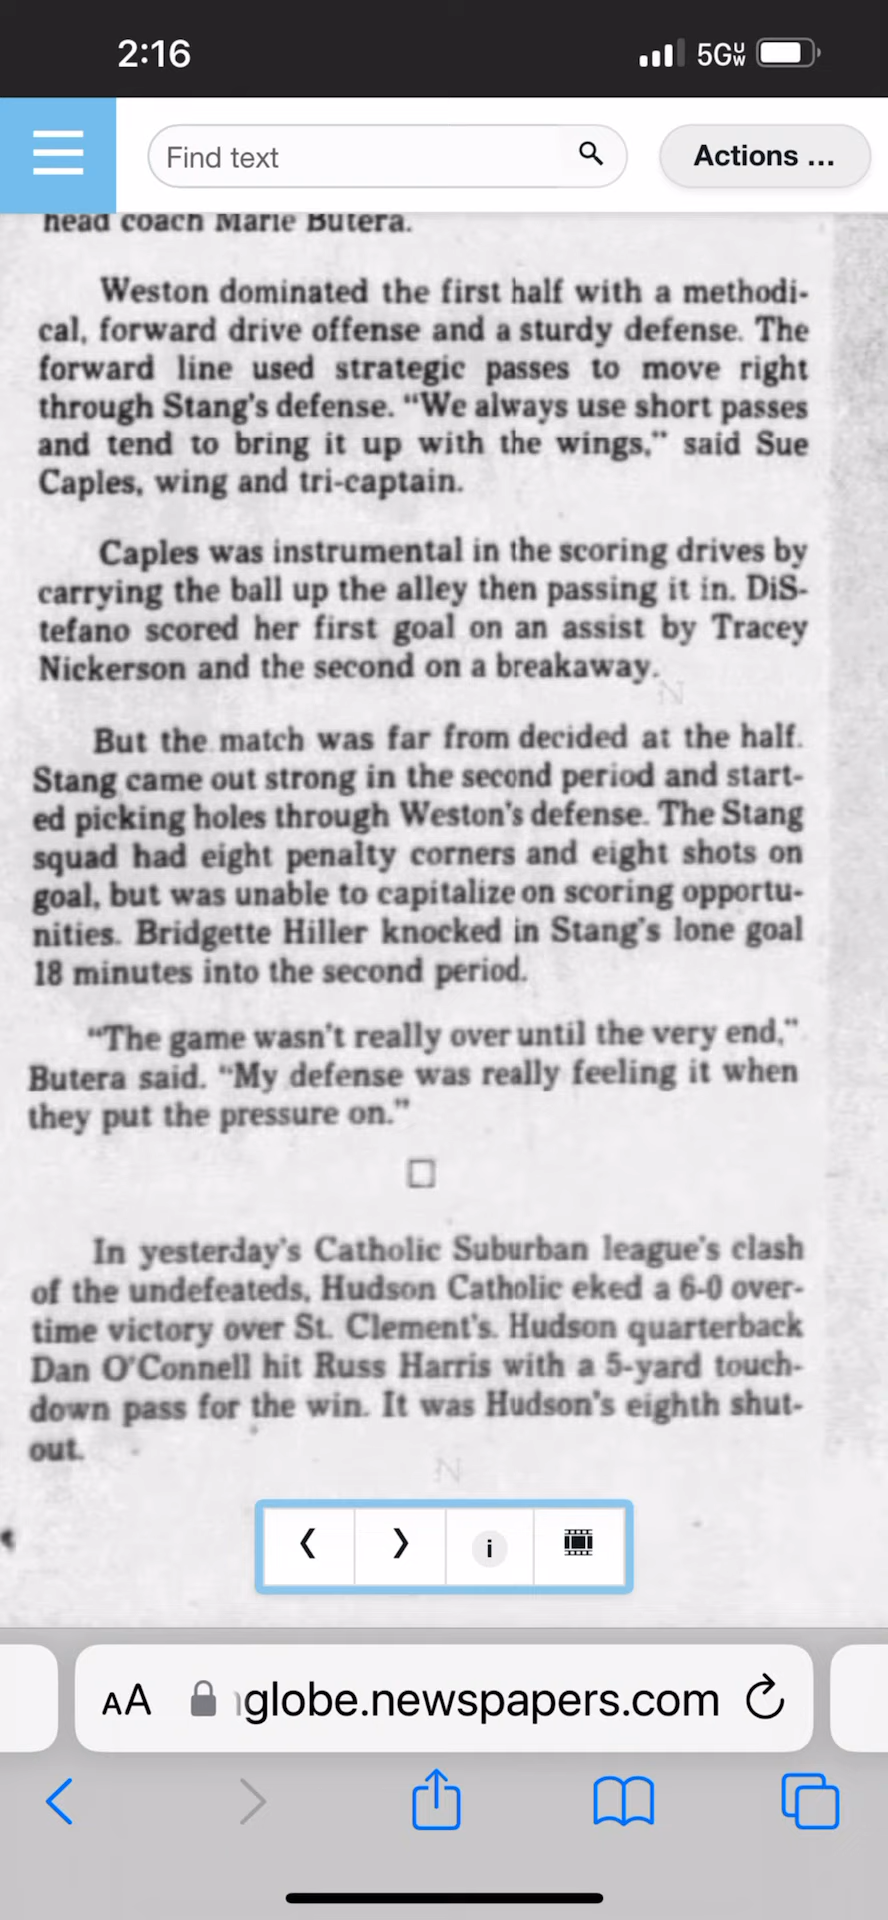 2:16
5GUW
Find text
Actions ...
head coach Marie Butera.
Weston dominated the first half with a methodi-
cal, forward drive offense and a sturdy defense. The
forward line used strategic passes to move right
through Stang's defense. "We always use short passes
and tend to bring it up with the wings," said Sue
Caples, wing and tri-captain.
Caples was instrumental in the scoring drives by
carrying the ball up the alley then passing it in. DiS-
tefano scored her first goal on an assist by Tracey
Nickerson and the second on a breakaway.
But the match was far from decided at the half.
Stang came out strong in the second period and start-
ed picking holes through Weston's defense. The Stang
squad had eight penalty corners and eight shots on
goal, but was unable to capitalize on scoring opportu-
nities. Bridgette Hiller knocked in Stang's lone goal
18 minutes into the second period.
"The game wasn't really over until the very end,"
Butera said. "My defense was really feeling it when
they put the pressure on."
In yesterday's Catholic Suburban league's clash
of the undefeateds, Hudson Catholic eked a 6-0 over-
time victory over St. Clement's. Hudson quarterback
Dan O'Connell hit Russ Harris with a 5-yard touch-
down pass for the win. It was Hudson's eighth shut-
out.
i
AA globe.newspapers.com